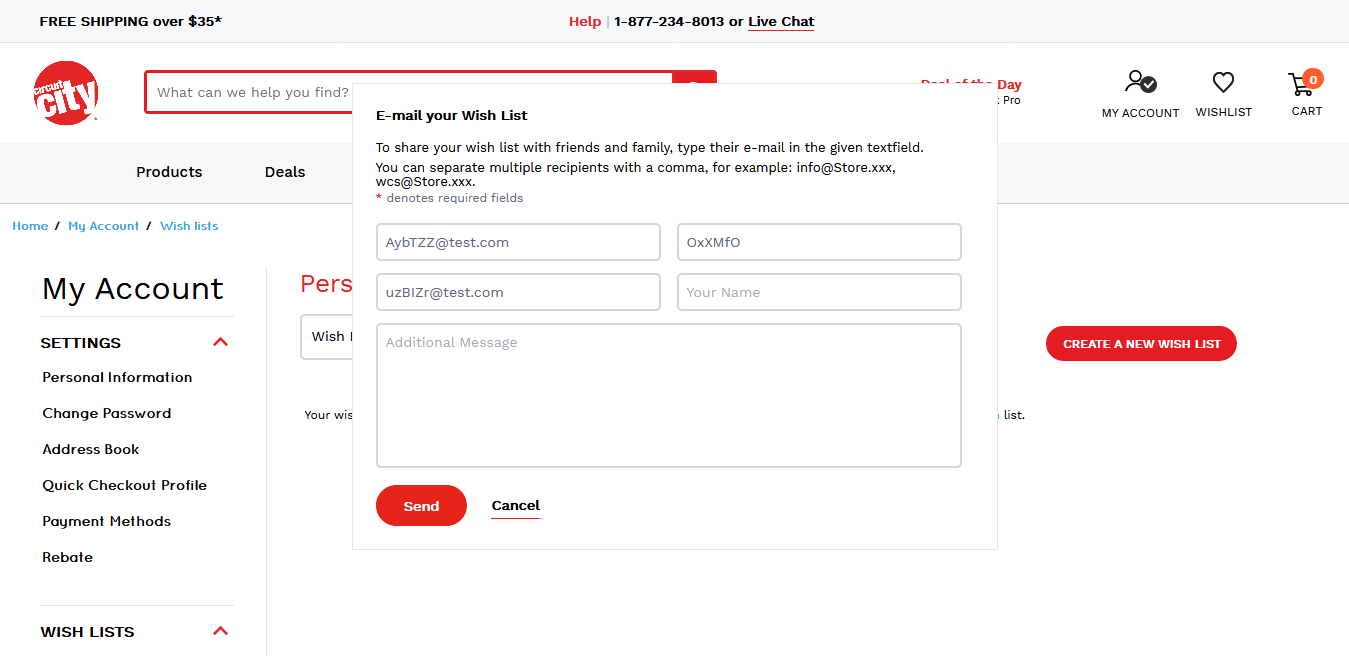 FREE SHIPPING over $35*
Help | 1-877-234-8013 or Live Chat
circuit city
What can we help you find?
Deal of the Day
Pro
MY ACCOUNT
WISHLIST
0
CART
Products
Deals
Home / My Account / Wish lists
My Account
SETTINGS
Personal Information
Change Password
Address Book
Quick Checkout Profile
Payment Methods
Rebate
WISH LISTS
Pers
Wish
CREATE A NEW WISH LIST
Your wis
list.
E-mail your Wish List
To share your wish list with friends and family, type their e-mail in the given textfield.
You can separate multiple recipients with a comma, for example: info@Store.xxx,
wcs@Store.xxx.
* denotes required fields
AybTZZ@test.com
OxXMfO
uzBIZr@test.com
Your Name
Additional Message
Send
Cancel